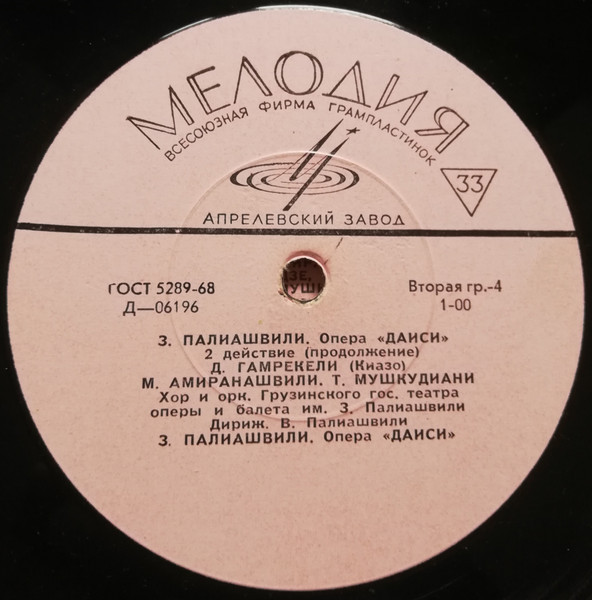 МЕЛОДИЯ
ВСЕСОЮЗНАЯ ФИРМА ГРАМПЛАСТИНОК
33
АПРЕЛЕВСКИЙ ЗАВОД
ГОСТ 5289-68
Д—06196
Вторая гр.-4
1-00
З. ПАЛИАШВИЛИ. Опера «ДАИСИ»
2 действие (продолжение)
Д. ГАМРЕКЕЛИ (Киазо)
М. АМИРАНАШВИЛИ, Т. МУШКУДИАНИ
Хор и орк. Грузинского гос. театра
оперы и балета им. З. Палиашвили
Дириж. В. Палиашвили
З. ПАЛИАШВИЛИ. Опера «ДАИСИ»